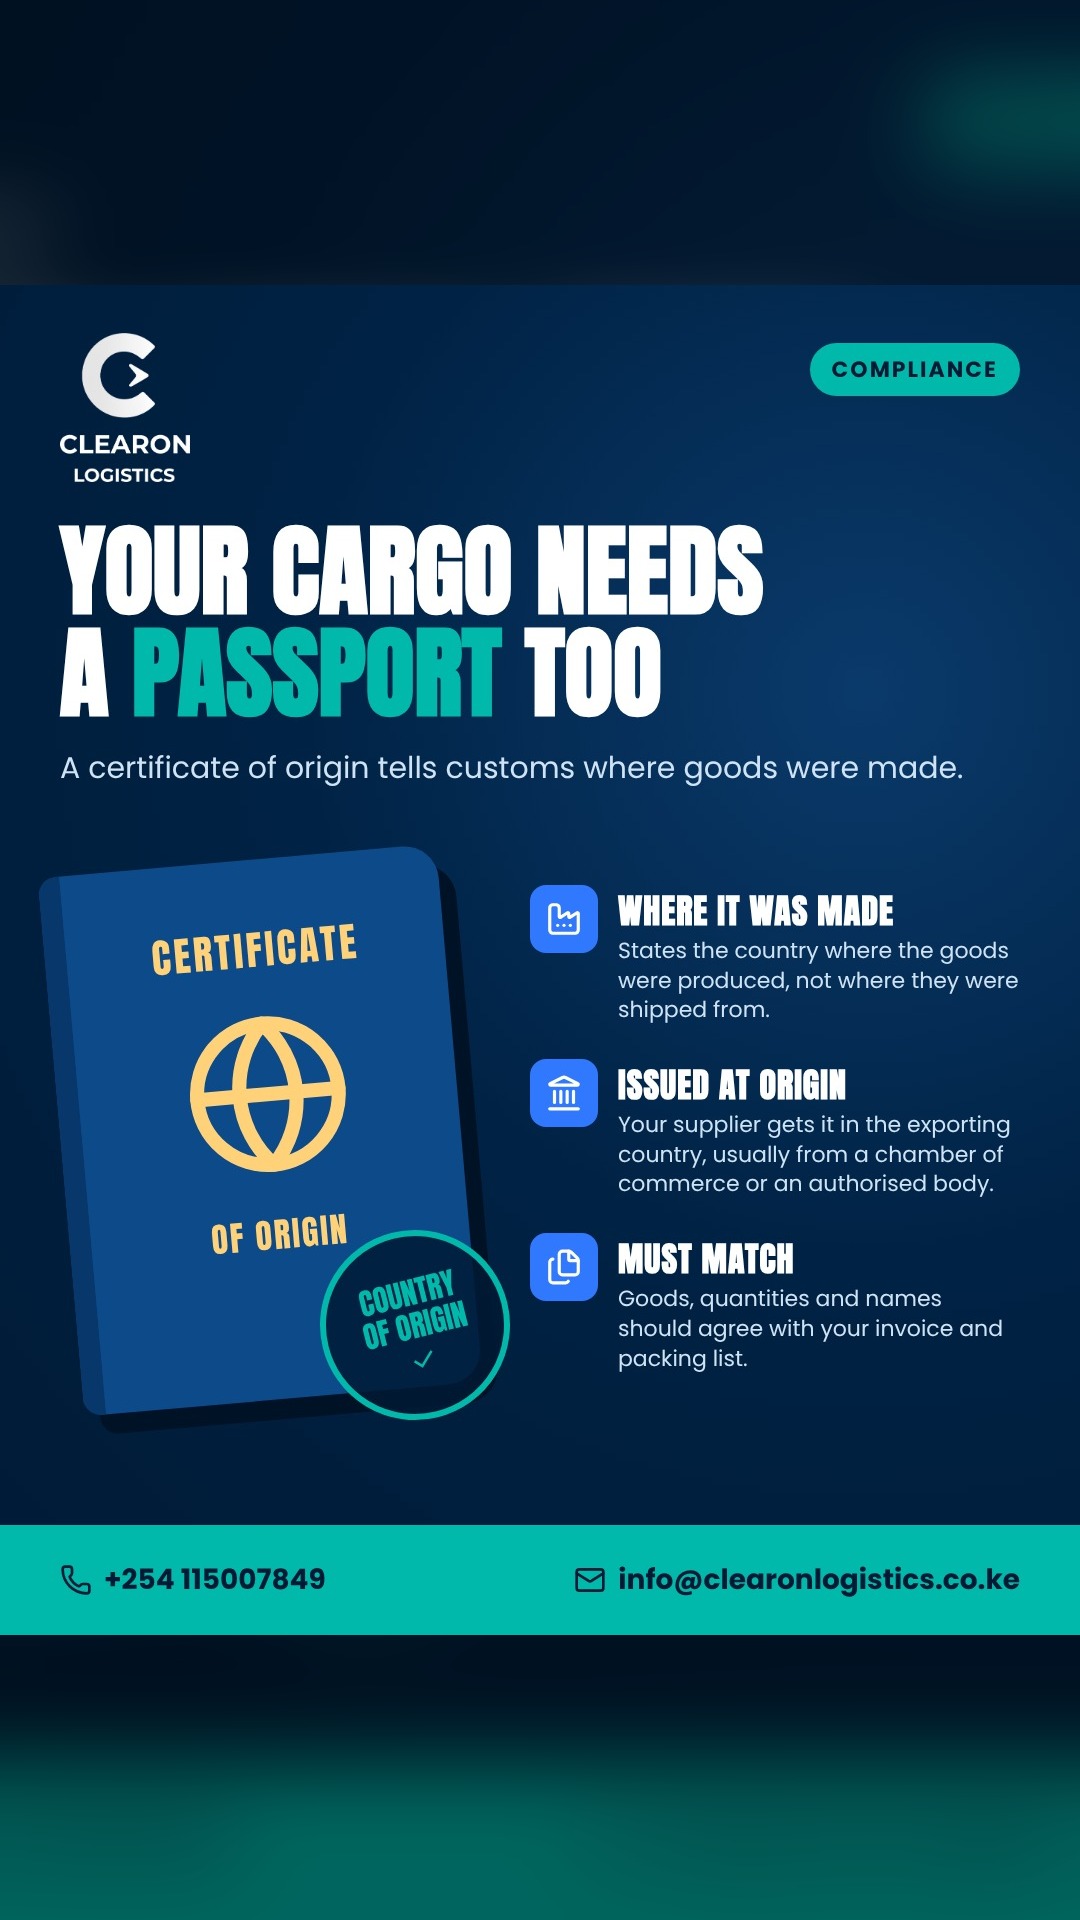 CLEARON
LOGISTICS
COMPLIANCE
YOUR CARGO NEEDS
A PASSPORT TOO
A certificate of origin tells customs where goods were made.
CERTIFICATE
OF ORIGIN
COUNTRY
OF ORIGIN
WHERE IT WAS MADE
States the country where the goods
were produced, not where they were
shipped from.
ISSUED AT ORIGIN
Your supplier gets it in the exporting
country, usually from a chamber of
commerce or an authorised body.
MUST MATCH
Goods, quantities and names
should agree with your invoice and
packing list.
+254 115007849
info@clearonlogistics.co.ke